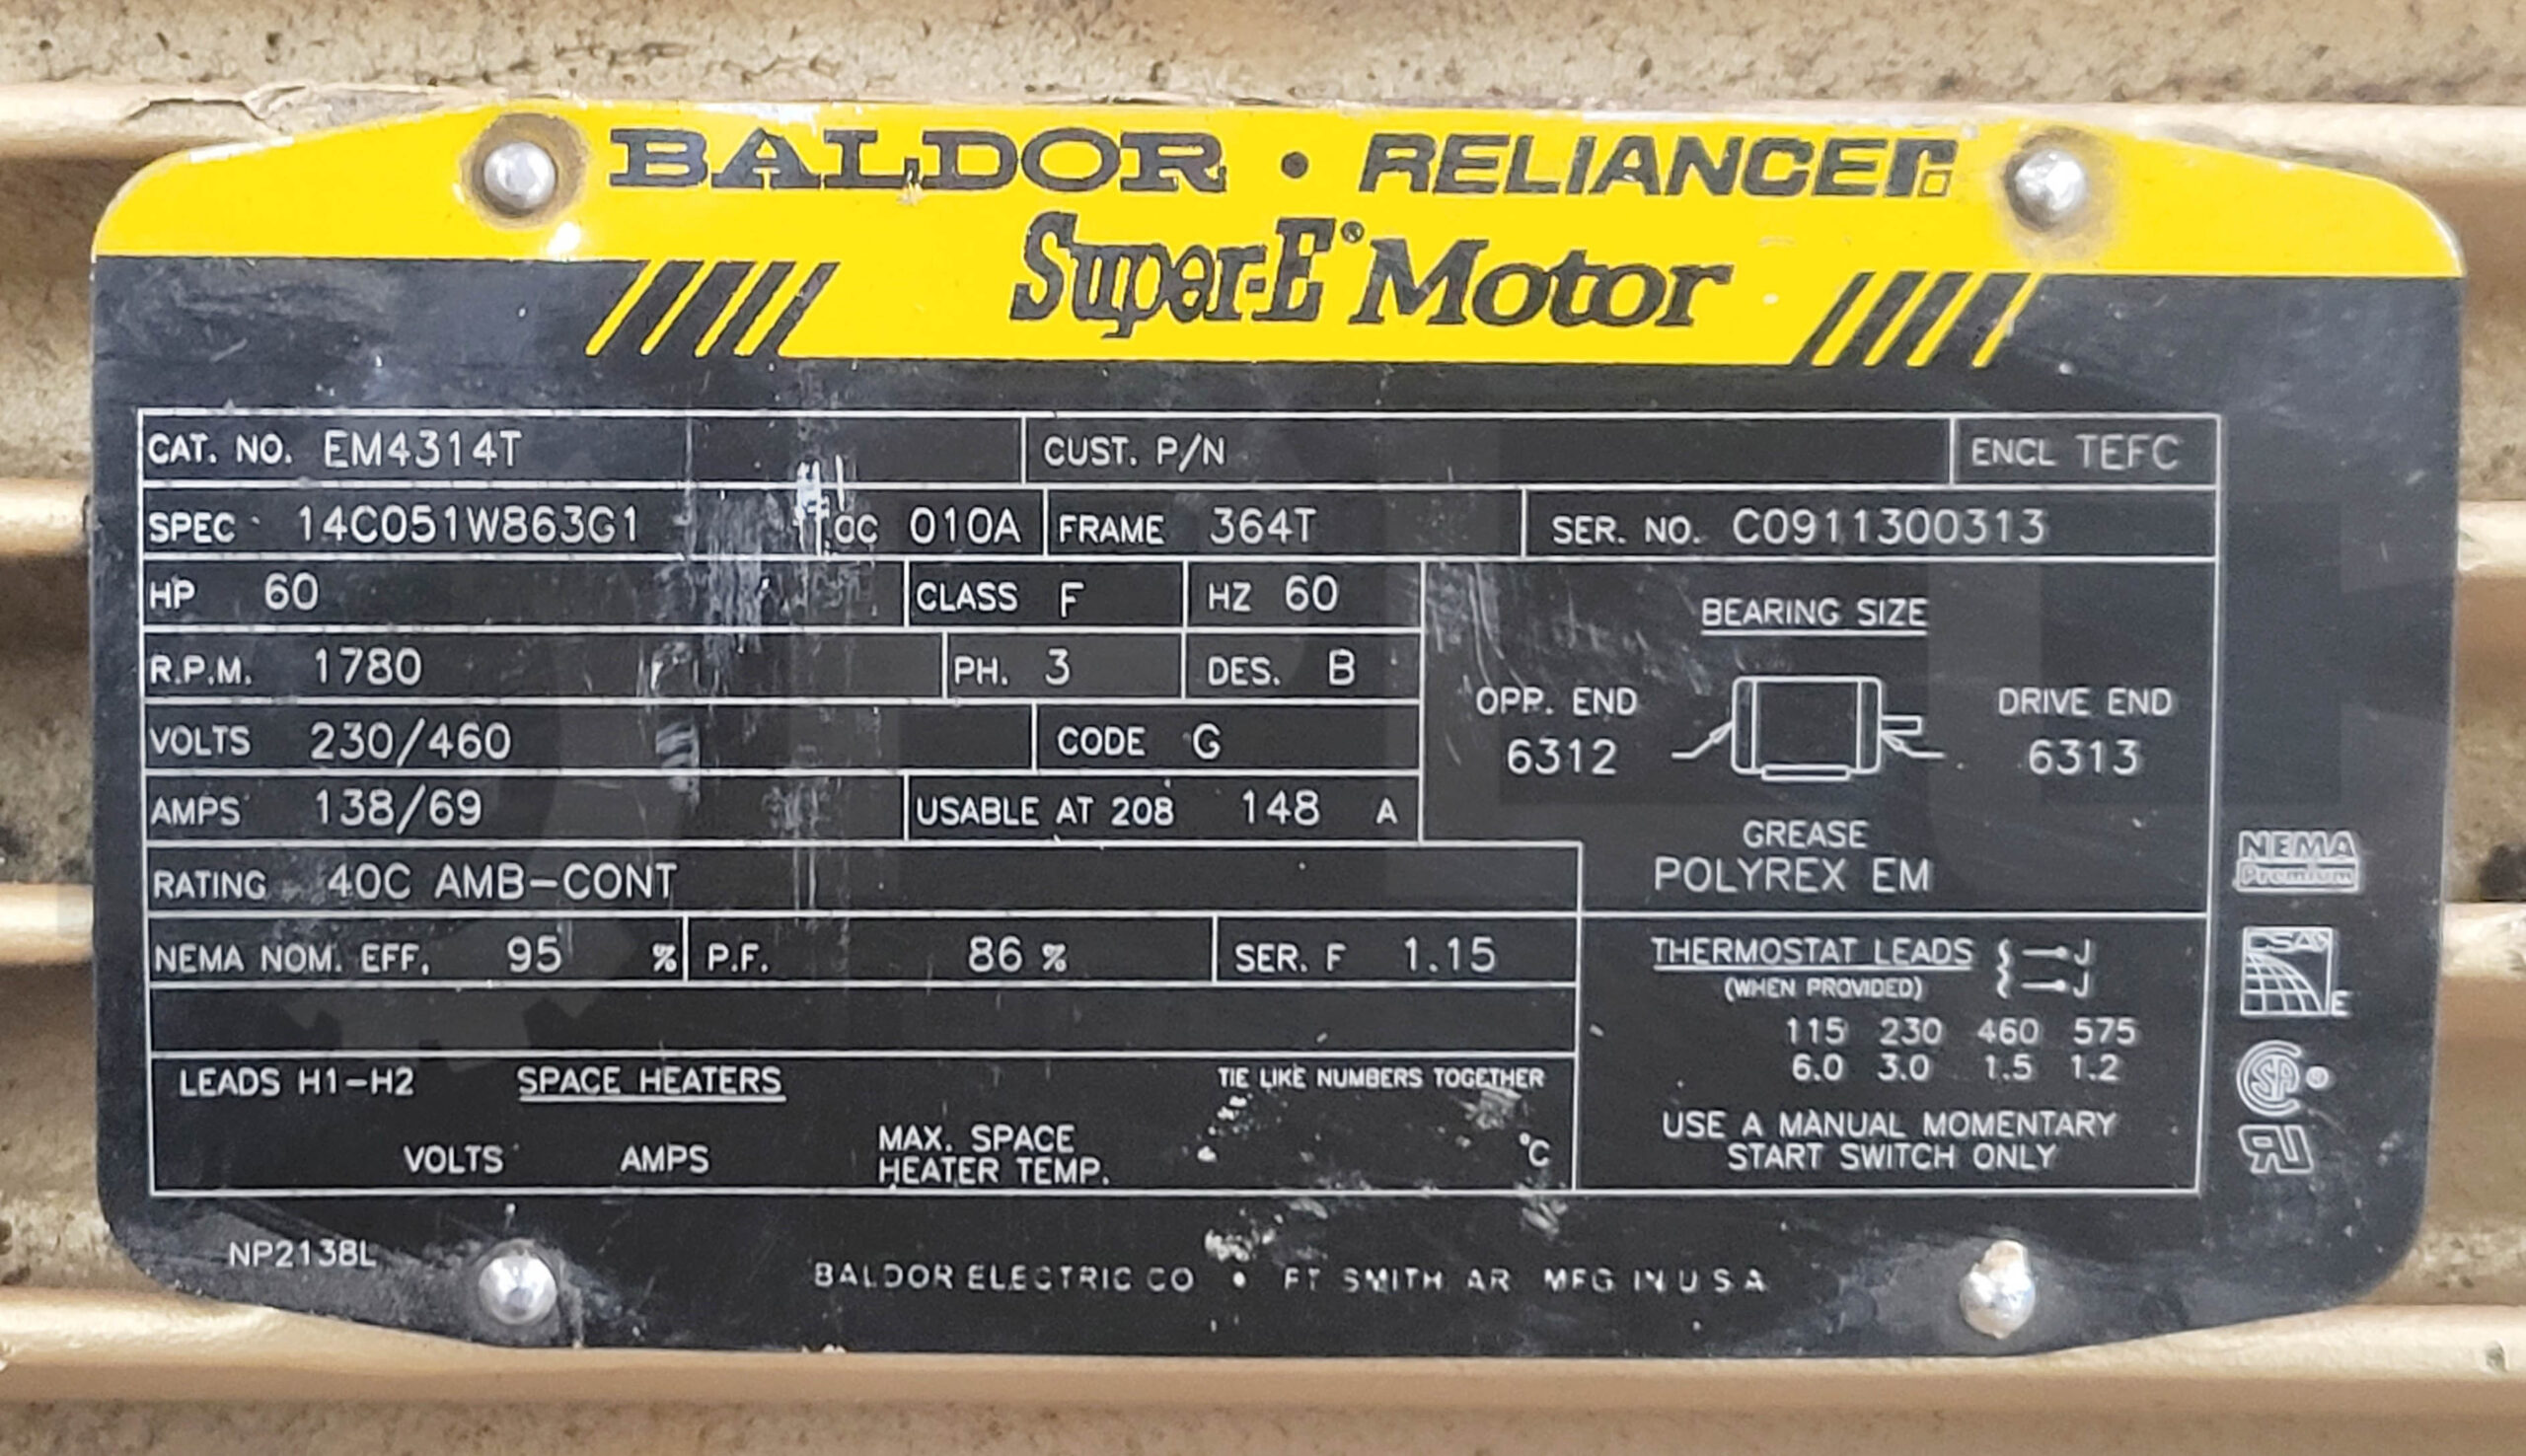 BALDOR • RELIANCE
Super-E® Motor
CAT. NO. EM4314T CUST. P/N ENCL TEFC
SPEC 14C051W863G1 010A FRAME 364T SER. NO. C0911300313
HP 60 CLASS F HZ 60
R.P.M. 1780 PH. 3 DES. B
VOLTS 230/460 CODE G
AMPS 138/69 USABLE AT 208 148 A
RATING 40C AMB-CONT
NEMA NOM. EFF. 95 % P.F. 86 % SER. F 1.15
BEARING SIZE
OPP. END DRIVE END
6312 6313
GREASE
POLYREX EM
THERMOSTAT LEADS J
(WHEN PROVIDED) J
115 230 460 575
6.0 3.0 1.5 1.2
USE A MANUAL MOMENTARY
START SWITCH ONLY
LEADS H1-H2 SPACE HEATERS TIE LIKE NUMBERS TOGETHER
VOLTS AMPS MAX. SPACE
HEATER TEMP. °C
NEMA
Premium
CSA
E
SA®
NP2138L
BALDOR ELECTRIC CO • FT SMITH AR MFG IN U S A